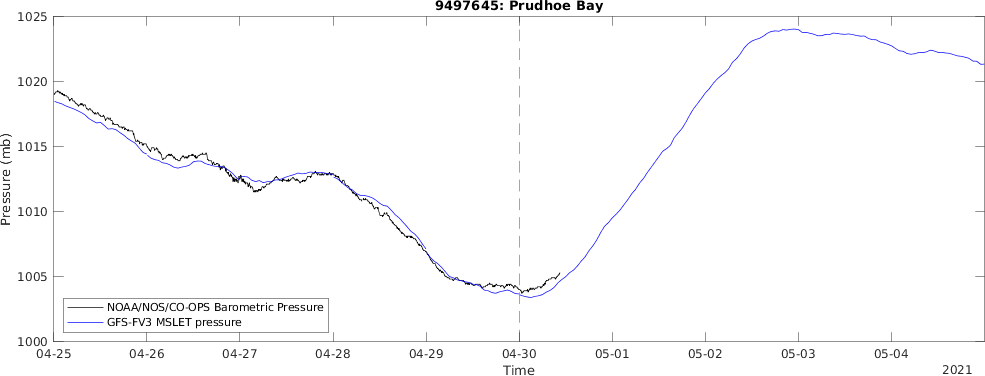 9497645: Prudhoe Bay
Pressure (mb)
1025
1020
1015
1010
1005
1000
NOAA/NOS/CO-OPS Barometric Pressure
GFS-FV3 MSLET pressure
04-25 04-26 04-27 04-28 04-29 04-30 05-01 05-02 05-03 05-04
Time
2021